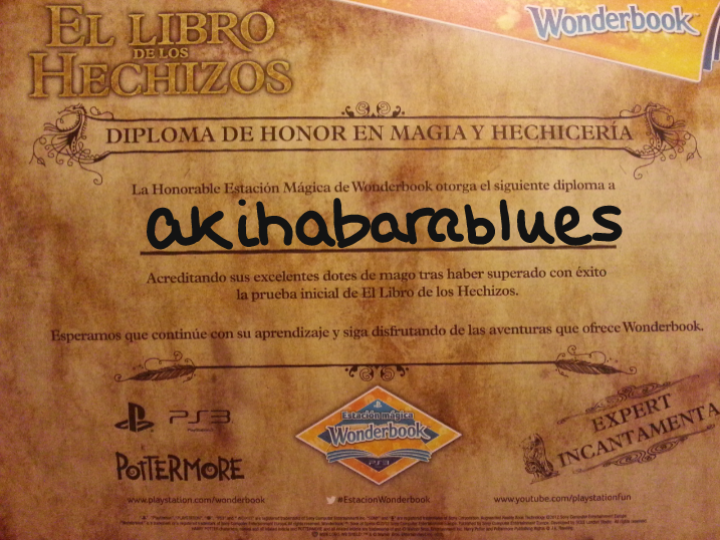 EL LIBRO
DE LOS
HECHIZOS
Wonderbook
DIPLOMA DE HONOR EN MAGIA Y HECHICERÍA
La Honorable Estación Mágica de Wonderbook otorga el siguiente diploma a
akihabarablues
Acreditando sus excelentes dotes de mago tras haber superado con éxito
la prueba inicial de El Libro de los Hechizos.
Esperamos que continúe con su aprendizaje y siga disfrutando de las aventuras que ofrece Wonderbook.
PS3
POTTERMORE
Estación mágica
Wonderbook
PS3
EXPERT
INCANTAMENTA
www.playstation.com/wonderbook
#EstacionWonderbook
www.youtube.com/playstationfun